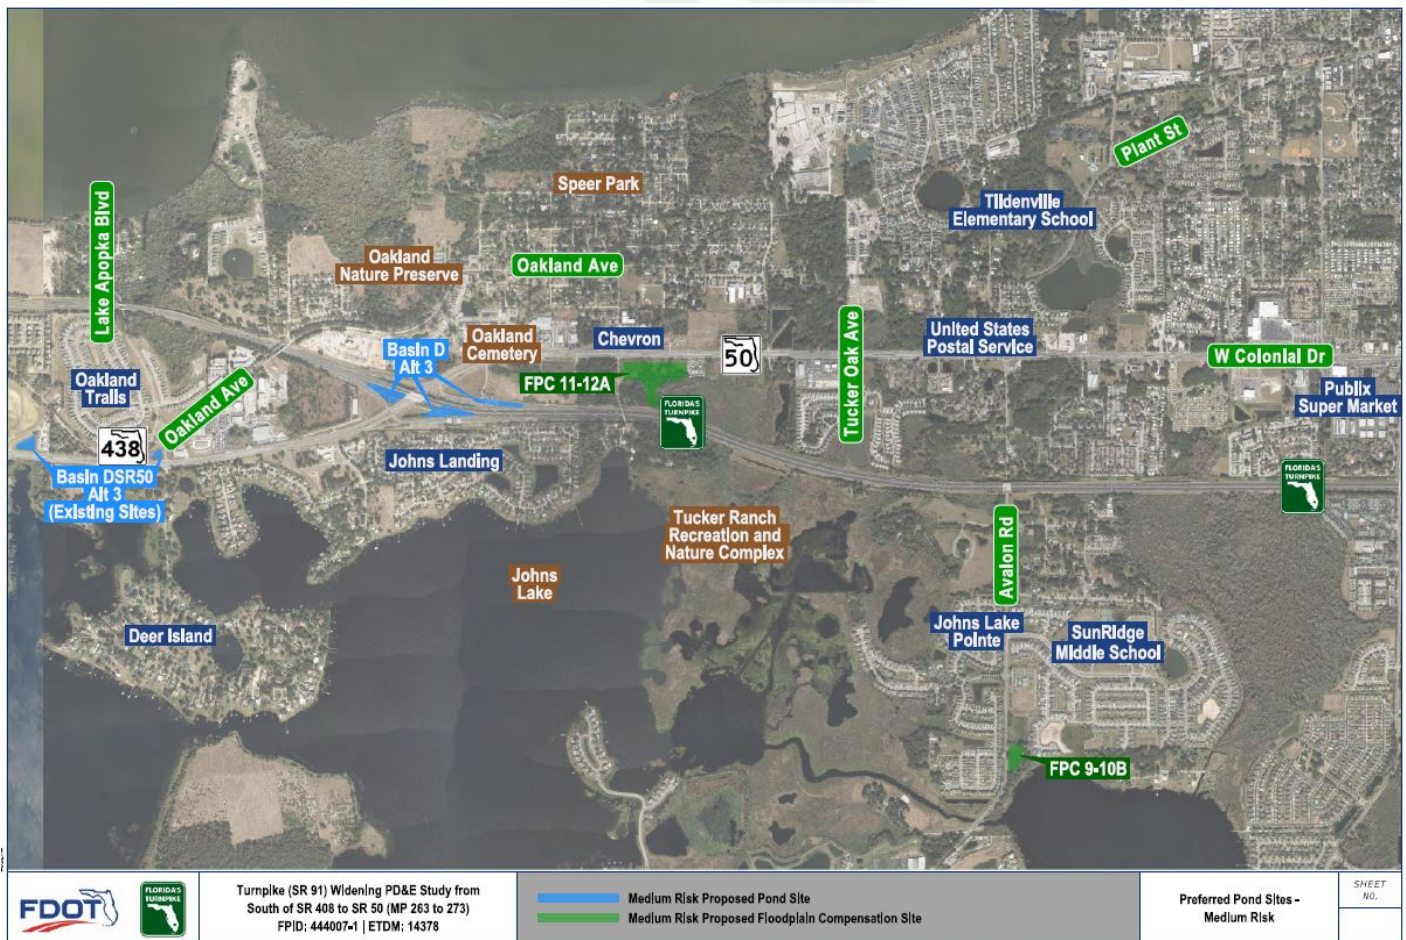 Plant St
Speer Park
Tildenville
Elementary School
Lake Apopka Blvd
Oakland
Nature Preserve
Oakland Ave
Oakland
Cemetery
Chevron
United States
Postal Service
Tucker Oak Ave
W Colonial Dr
Basin D
Alt 3
50
FPC 11-12A
Oakland
Trails
Oakland Ave
Publix
Super Market
FLORIDA'S
TURNPIKE
438
Johns Landing
Basin DSR50
Alt 3
(Existing Sites)
FLORIDA'S
TURNPIKE
Tucker Ranch
Recreation and
Nature Complex
Avalon Rd
Johns
Lake
Deer Island
Johns Lake
Pointe
SunRidge
Middle School
FPC 9-10B
FDOT
FLORIDA'S
TURNPIKE
Turnpike (SR 91) Widening PD&E Study from
South of SR 408 to SR 50 (MP 263 to 273)
FPID: 444007-1 | ETDM: 14378
Medium Risk Proposed Pond Site
Medium Risk Proposed Floodplain Compensation Site
Preferred Pond Sites -
Medium Risk
SHEET
NO.